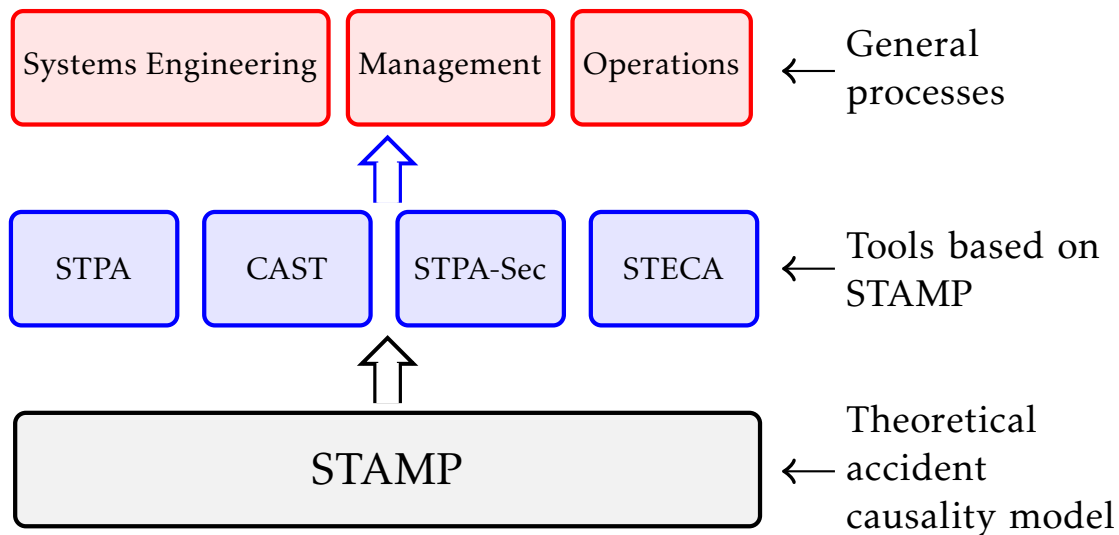 Systems Engineering
Management
Operations
General
processes
STPA
CAST
STPA-Sec
STECA
Tools based on
STAMP
STAMP
Theoretical
accident
causality model